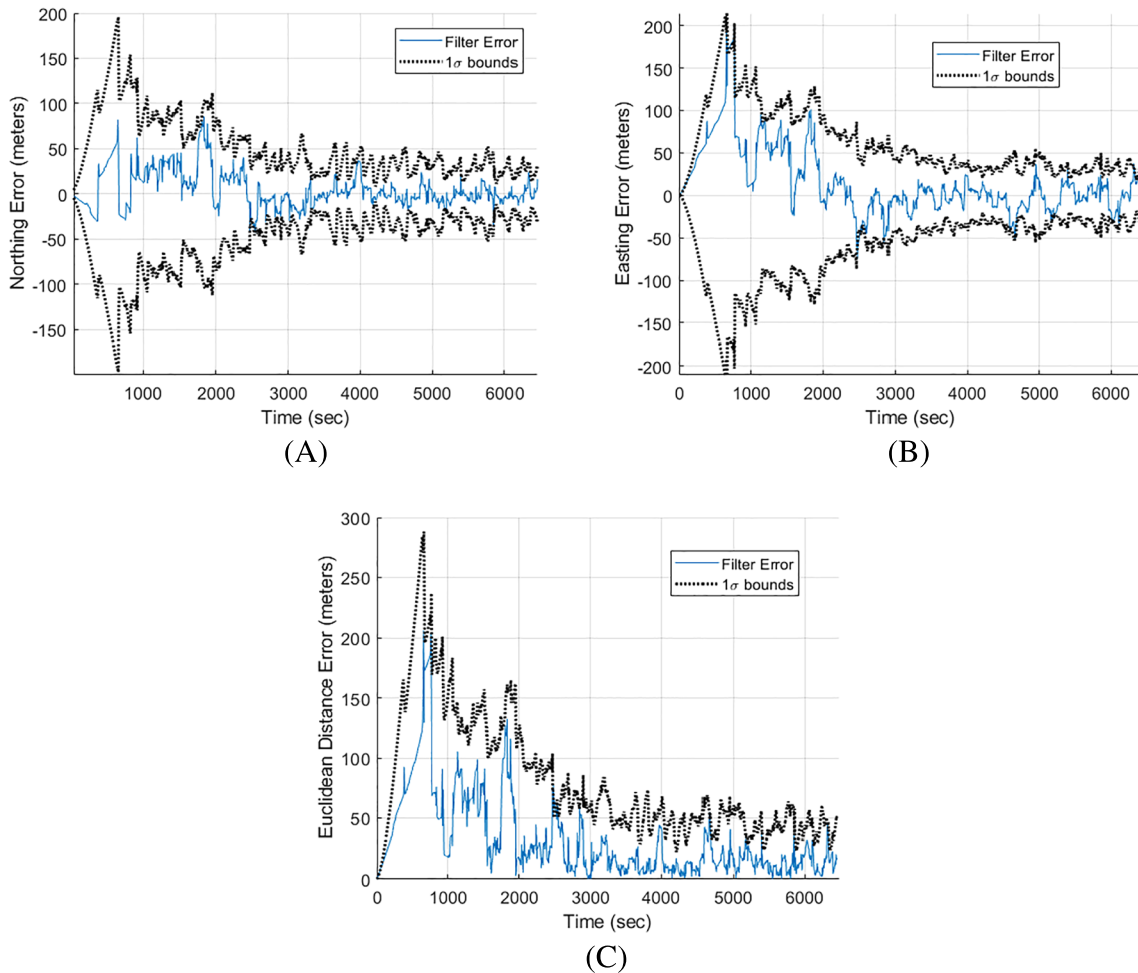 200
150
100
50
0
-50
-100
-150
Northing Error (meters)
1000 2000 3000 4000 5000 6000
Time (sec)
Filter Error
1σ bounds
(A)
200
150
100
50
0
-50
-100
-150
-200
Easting Error (meters)
0 1000 2000 3000 4000 5000 6000
Time (sec)
Filter Error
1σ bounds
(B)
300
250
200
150
100
50
0
Euclidean Distance Error (meters)
0 1000 2000 3000 4000 5000 6000
Time (sec)
Filter Error
1σ bounds
(C)